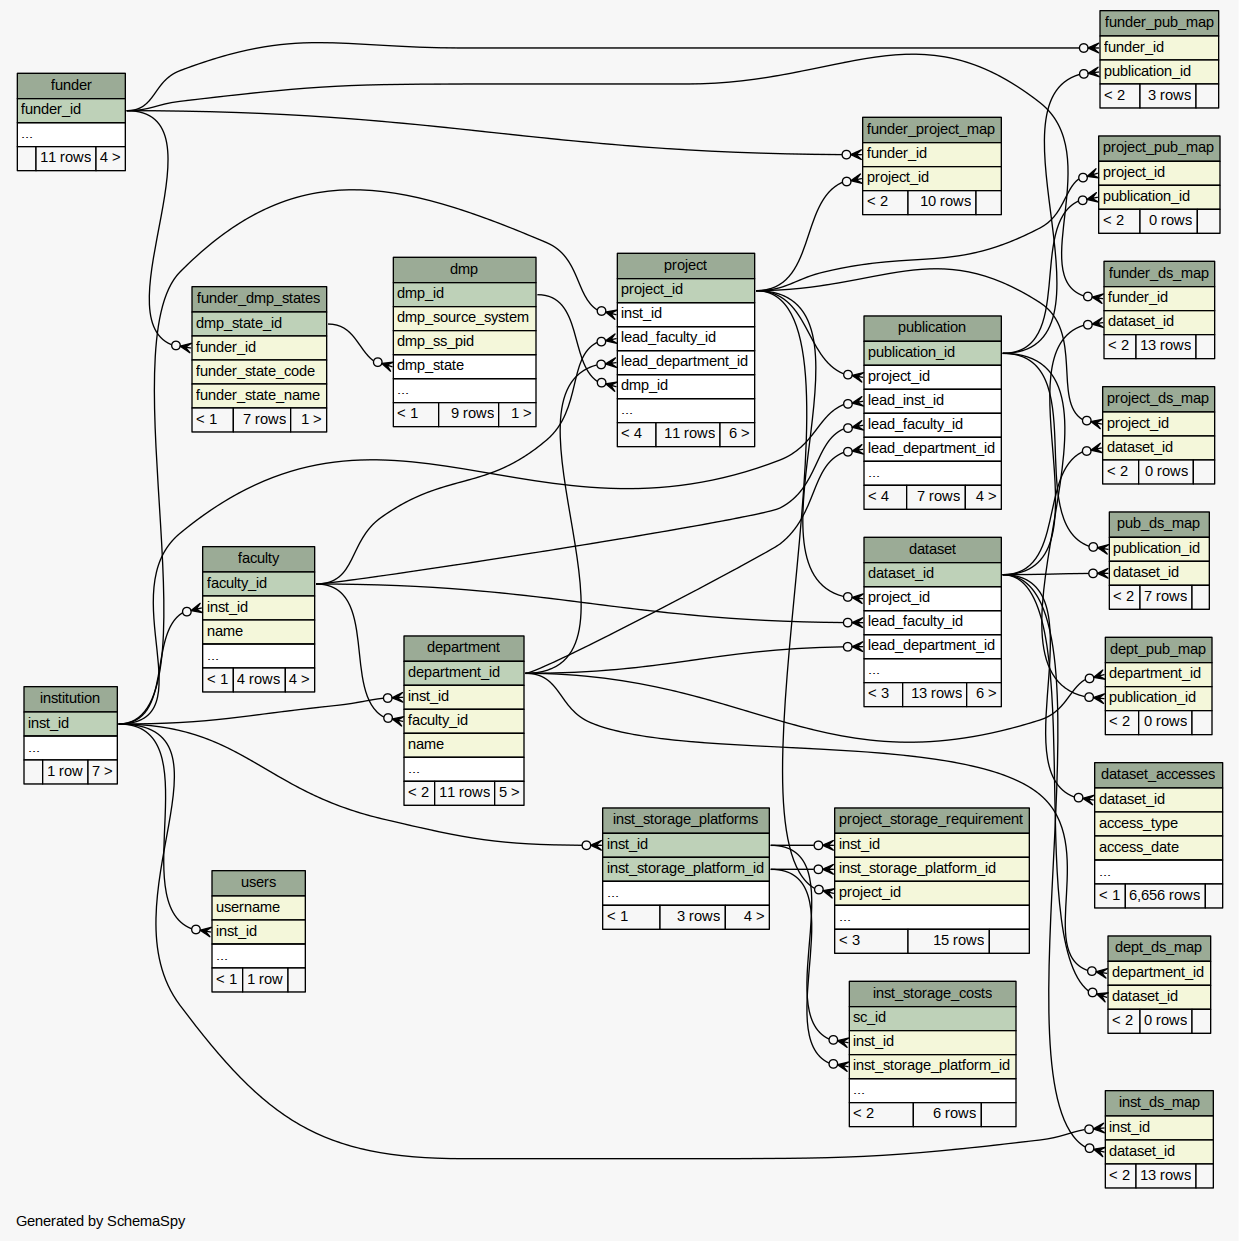 funder
funder_id
...
11 rows 4 >
funder_dmp_states
dmp_state_id
funder_id
funder_state_code
funder_state_name
< 1 7 rows 1 >
dmp
dmp_id
dmp_source_system
dmp_ss_pid
dmp_state
...
< 1 9 rows 1 >
project
project_id
inst_id
lead_faculty_id
lead_department_id
dmp_id
...
< 4 11 rows 6 >
funder_project_map
funder_id
project_id
< 2 10 rows
publication
publication_id
project_id
lead_inst_id
lead_faculty_id
lead_department_id
...
< 4 7 rows 4 >
dataset
dataset_id
project_id
lead_faculty_id
lead_department_id
...
< 3 13 rows 6 >
faculty
faculty_id
inst_id
name
...
< 1 4 rows 4 >
department
department_id
inst_id
faculty_id
name
...
< 2 11 rows 5 >
institution
inst_id
...
1 row 7 >
users
username
inst_id
...
< 1 1 row
inst_storage_platforms
inst_id
inst_storage_platform_id
...
< 1 3 rows 4 >
project_storage_requirement
inst_id
inst_storage_platform_id
project_id
...
< 3 15 rows
inst_storage_costs
sc_id
inst_id
inst_storage_platform_id
...
< 2 6 rows
funder_pub_map
funder_id
publication_id
< 2 3 rows
project_pub_map
project_id
publication_id
< 2 0 rows
funder_ds_map
funder_id
dataset_id
< 2 13 rows
project_ds_map
project_id
dataset_id
< 2 0 rows
pub_ds_map
publication_id
dataset_id
< 2 7 rows
dept_pub_map
department_id
publication_id
< 2 0 rows
dataset_accesses
dataset_id
access_type
access_date
...
< 1 6,656 rows
dept_ds_map
department_id
dataset_id
< 2 0 rows
inst_ds_map
inst_id
dataset_id
< 2 13 rows
Generated by SchemaSpy